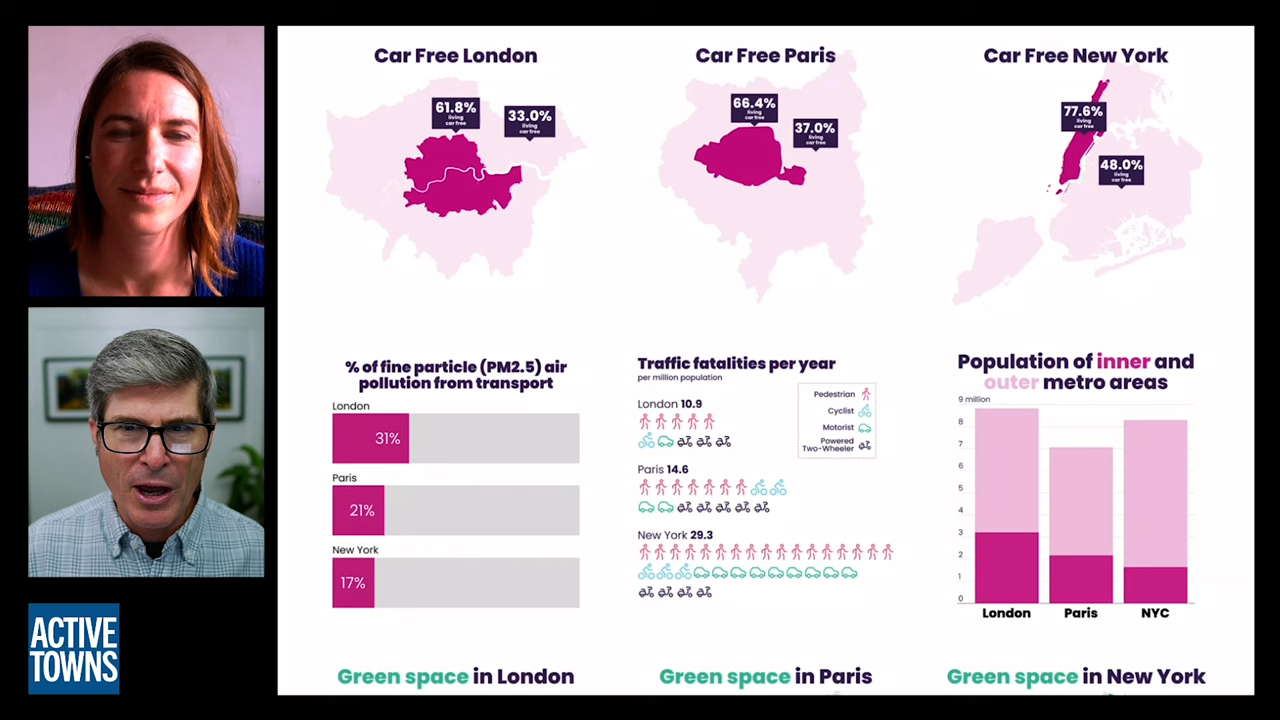 Car Free London
61.8%
living
car free
33.0%
living
car free
Car Free Paris
66.4%
living
car free
37.0%
living
car free
Car Free New York
77.6%
living
car free
48.0%
living
car free
% of fine particle (PM2.5) air
pollution from transport
London
31%
Paris
21%
New York
17%
Traffic fatalities per year
per million population
London 10.9
Paris 14.6
New York 29.3
Pedestrian
Cyclist
Motorist
Powered
Two-Wheeler
Population of inner and
outer metro areas
9 million
8
7
6
5
4
3
2
1
0
London
Paris
NYC
ACTIVE
TOWNS
Green space in London
Green space in Paris
Green space in New York